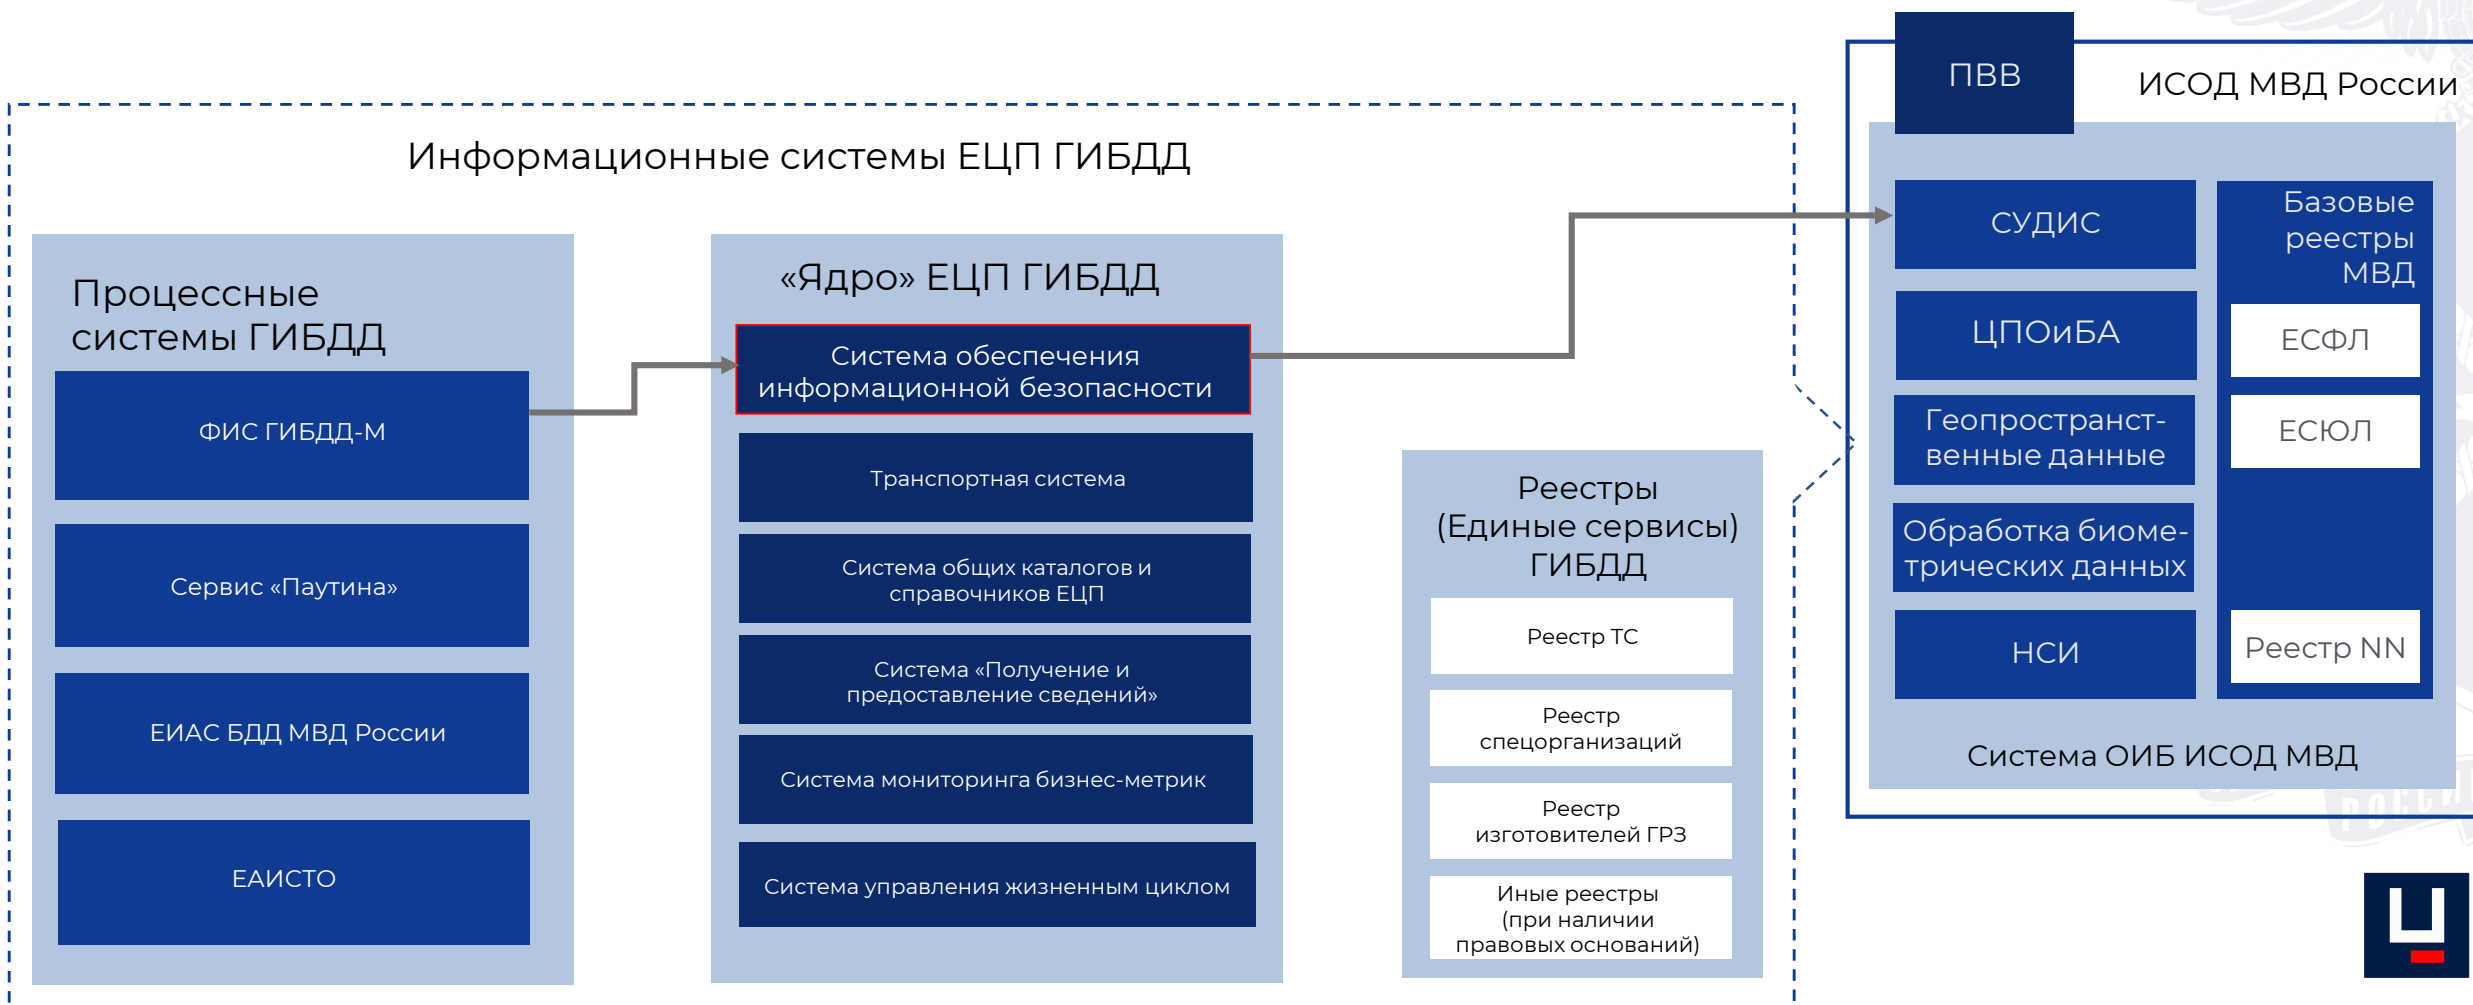 ПВВ
ИСОД МВД России
Информационные системы ЕЦП ГИБДД
Процессные
системы ГИБДД
ФИС ГИБДД-М
Сервис «Паутина»
ЕИАС БДД МВД России
ЕАИСТО
«Ядро» ЕЦП ГИБДД
Система обеспечения
информационной безопасности
Транспортная система
Система общих каталогов и
справочников ЕЦП
Система «Получение и
предоставление сведений»
Система мониторинга бизнес-метрик
Система управления жизненным циклом
Реестры
(Единые сервисы)
ГИБДД
Реестр ТС
Реестр
спецорганизаций
Реестр
изготовителей ГРЗ
Иные реестры
(при наличии
правовых оснований)
СУДИС
ЦПОиБА
Геопространст-
венные данные
Обработка биоме-
трических данных
НСИ
Базовые
реестры
МВД
ЕСФЛ
ЕСЮЛ
Реестр NN
Система ОИБ ИСОД МВД
Ц